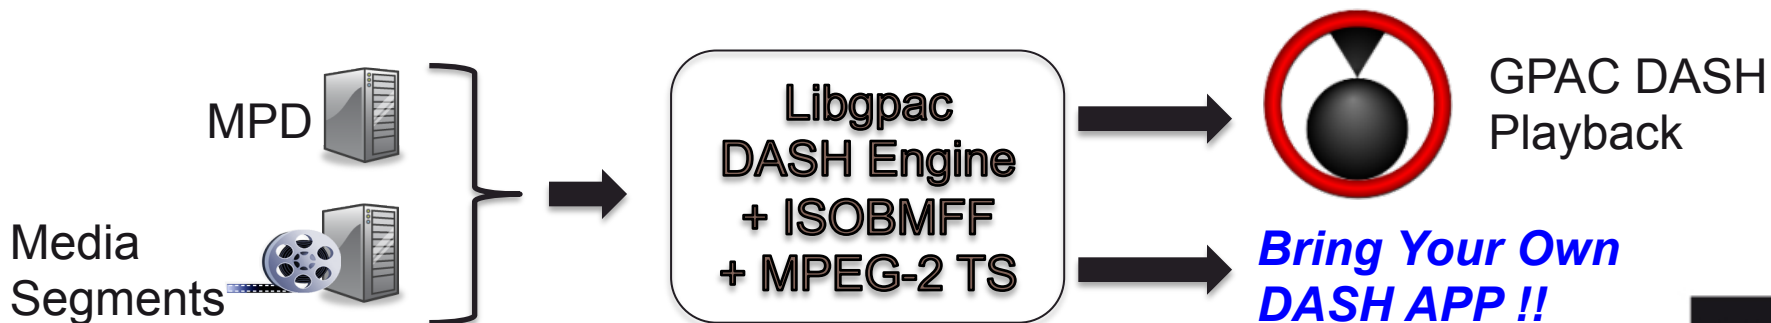 MPD
Media
Segments
Libgpac
DASH Engine
+ ISOBMFF
+ MPEG-2 TS
GPAC DASH
Playback
Bring Your Own
DASH APP !!